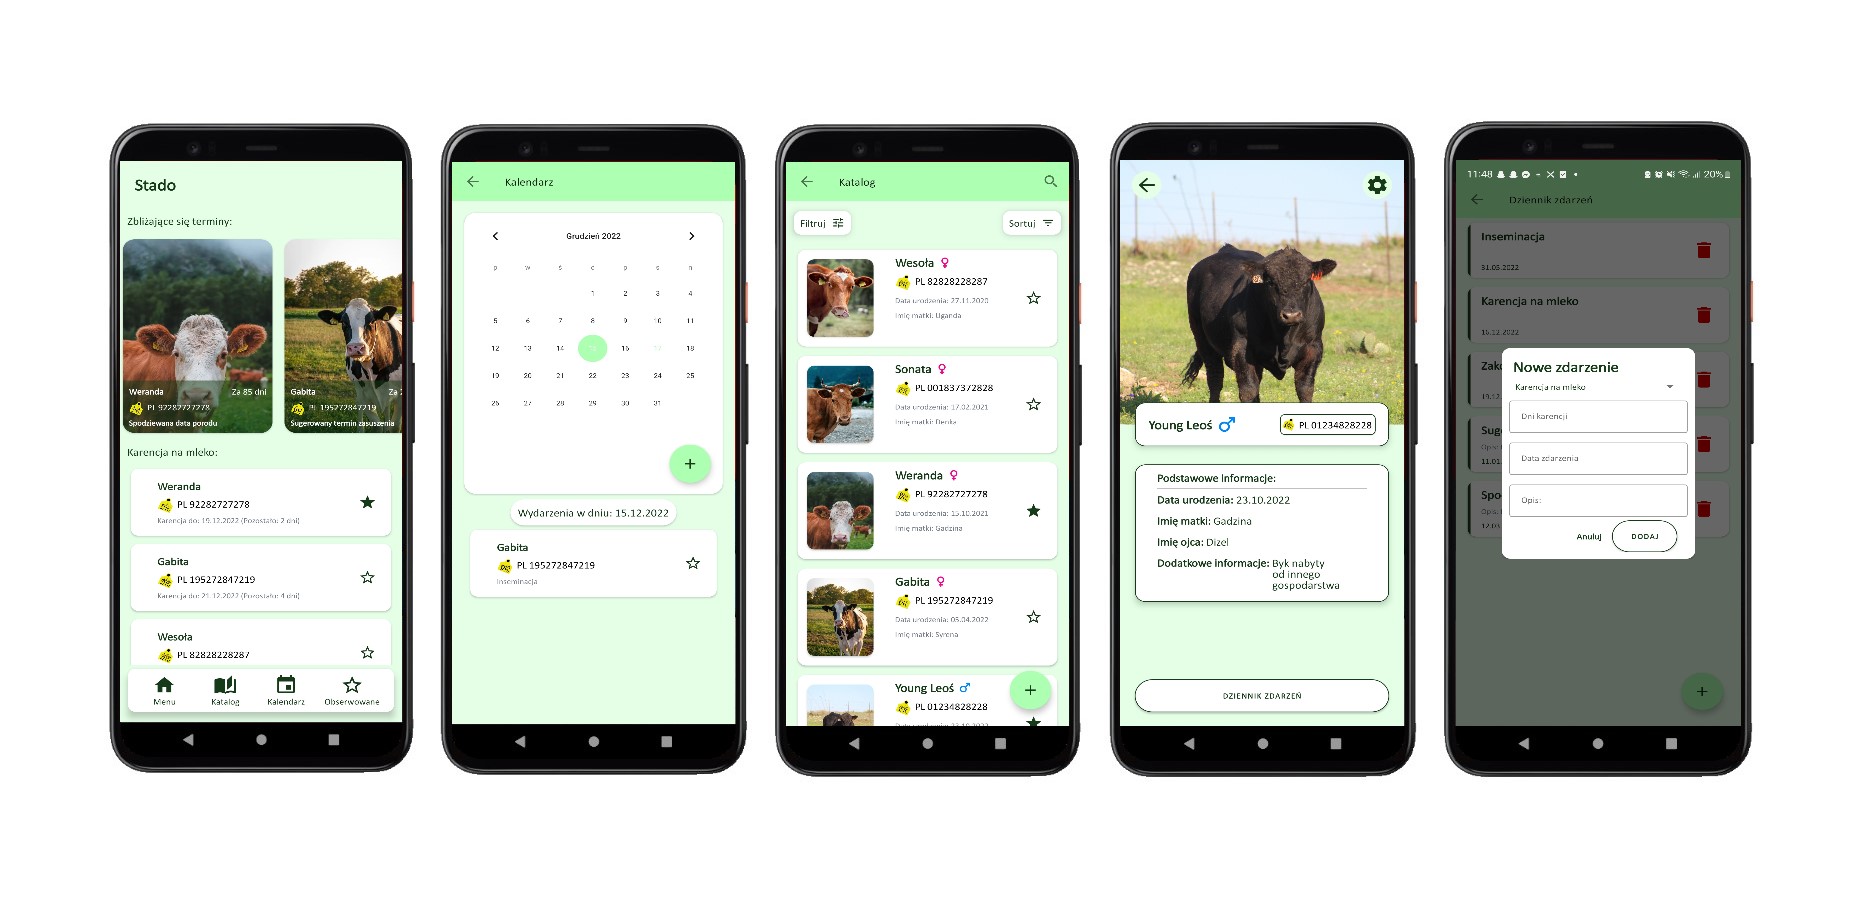 Stado
Zbliżające się terminy:
Weranda
Za 85 dni
PL 92282727278
Spodziewana data porodu
Gabita
Za
PL 195272847219
Sugerowany termin zasuszenia
Karencja na mleko:
Weranda
PL 92282727278
Karencja do: 19.12.2022 (Pozostało: 2 dni)
Gabita
PL 195272847219
Karencja do: 21.12.2022 (Pozostało: 4 dni)
Wesoła
PL 82828228287
Menu
Katalog
Kalendarz
Obserwowane
Kalendarz
Grudzień 2022
p w ś c p s n
1 2 3 4
5 6 7 8 9 10 11
12 13 14 15 16 17 18
19 20 21 22 23 24 25
26 27 28 29 30 31
+
Wydarzenia w dniu: 15.12.2022
Gabita
PL 195272847219
Inseminacja
Katalog
Filtruj
Sortuj
Wesoła ♀
PL 82828228287
Data urodzenia: 27.11.2020
Imię matki: Uganda
Sonata ♀
PL 001837372828
Data urodzenia: 17.02.2021
Imię matki: Denka
Weranda ♀
PL 92282727278
Data urodzenia: 15.10.2021
Imię matki: Gadzina
Gabita ♀
PL 195272847219
Data urodzenia: 05.04.2022
Imię matki: Syrena
Young Leoś ♂
PL 01234828228
+
Young Leoś ♂
PL 01234828228
Podstawowe informacje:
Data urodzenia: 23.10.2022
Imię matki: Gadzina
Imię ojca: Dizel
Dodatkowe informacje: Byk nabyty
od innego
gospodarstwa
DZIENNIK ZDARZEŃ
11:48
20%
Dziennik zdarzeń
Inseminacja
31.05.2022
Karencja na mleko
16.12.2022
Nowe zdarzenie
Karencja na mleko
Dni karencji
Data zdarzenia
Opis:
Anuluj
DODAJ
+